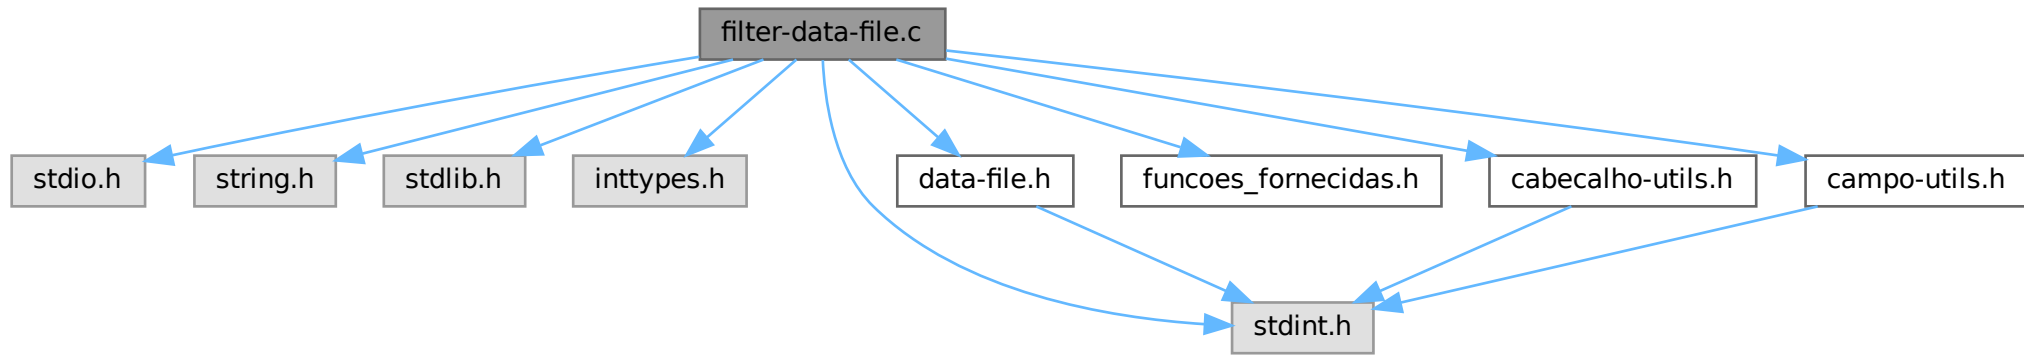 filter-data-file.c
stdio.h
string.h
stdlib.h
inttypes.h
data-file.h
funcoes_fornecidas.h
cabecalho-utils.h
campo-utils.h
stdint.h